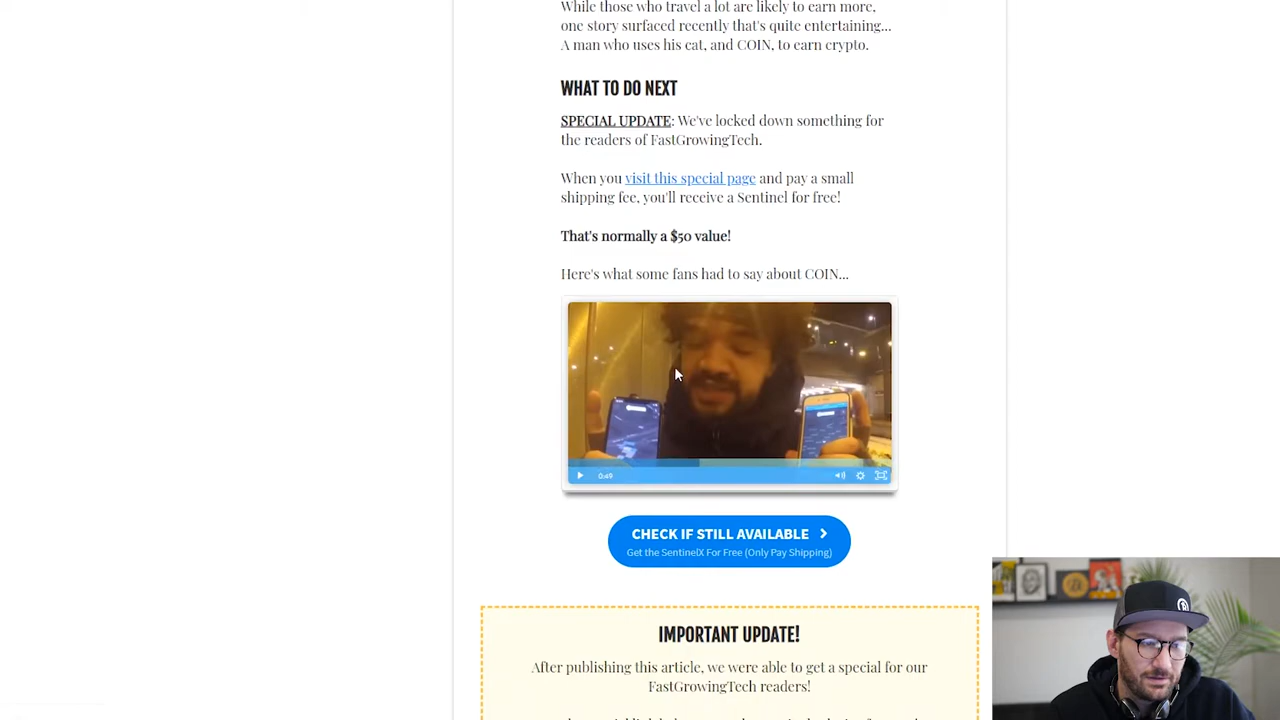 While those who travel a lot are likely to earn more,
one story surfaced recently that's quite entertaining...
A man who uses his cat, and COIN, to earn crypto.
WHAT TO DO NEXT
SPECIAL UPDATE: We've locked down something for
the readers of FastGrowingTech.
When you visit this special page and pay a small
shipping fee, you'll receive a Sentinel for free!
That's normally a $50 value!
Here's what some fans had to say about COIN...
0:49
CHECK IF STILL AVAILABLE
Get the SentinelX For Free (Only Pay Shipping)
IMPORTANT UPDATE!
After publishing this article, we were able to get a special for our
FastGrowingTech readers!